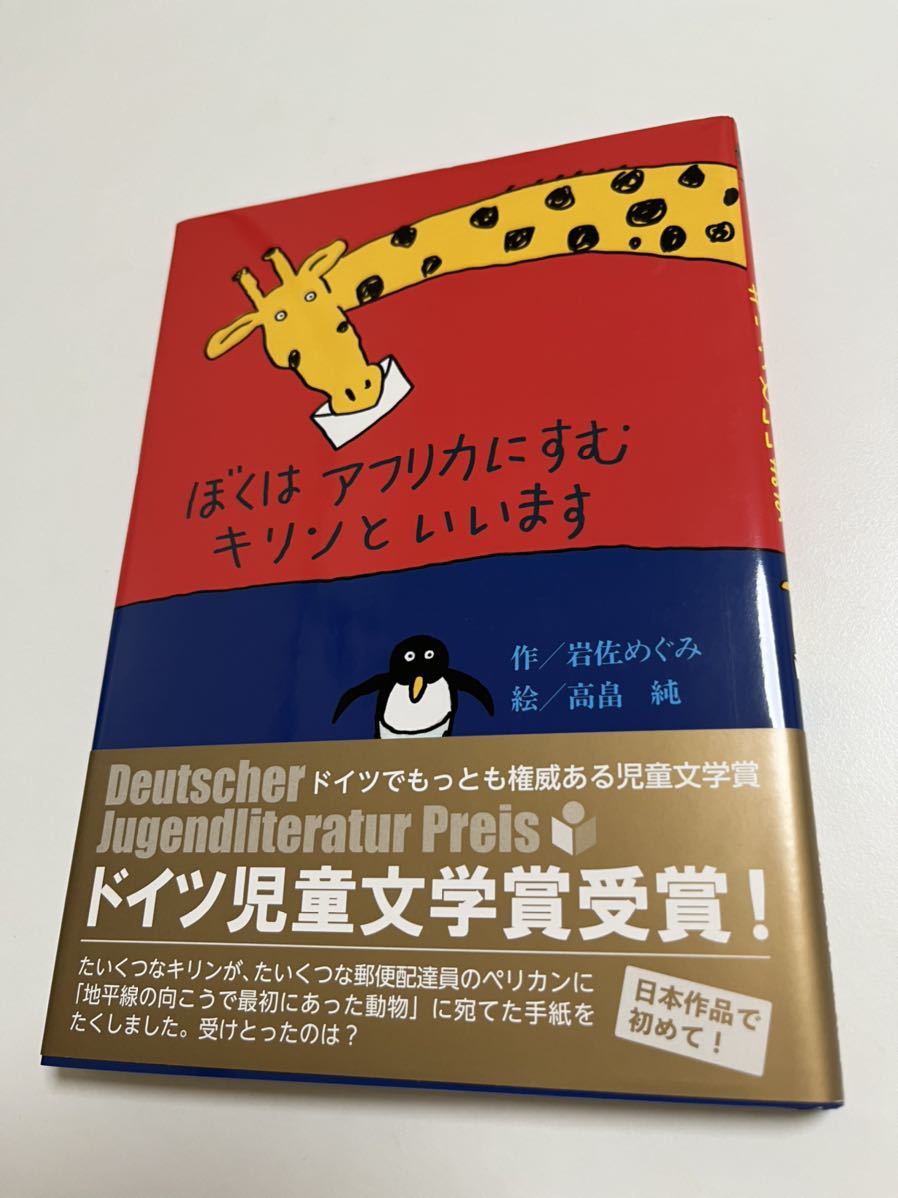 ぼくは アフリカにすむ
キリンと いいます
作/岩佐めぐみ
絵/高畠 純
Deutscher
Jugendliteratur Preis
ドイツでもっとも権威ある児童文学賞
ドイツ児童文学賞受賞!
たいくつなキリンが、たいくつな郵便配達員のペリカンに
「地平線の向こうで最初にあった動物」に宛てた手紙を
たくしました。受けとったのは?
日本作品で
初めて!